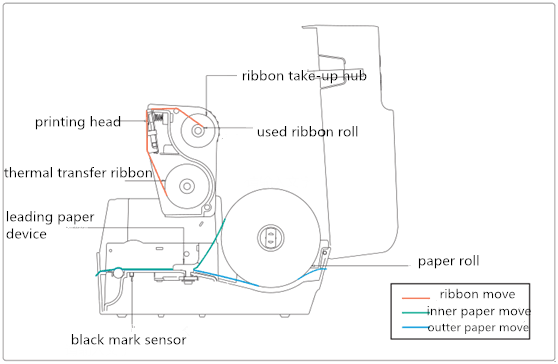 ribbon take-up hub
printing head
used ribbon roll
thermal transfer ribbon
leading paper
device
paper roll
ribbon move
inner paper move
outter paper move
black mark sensor